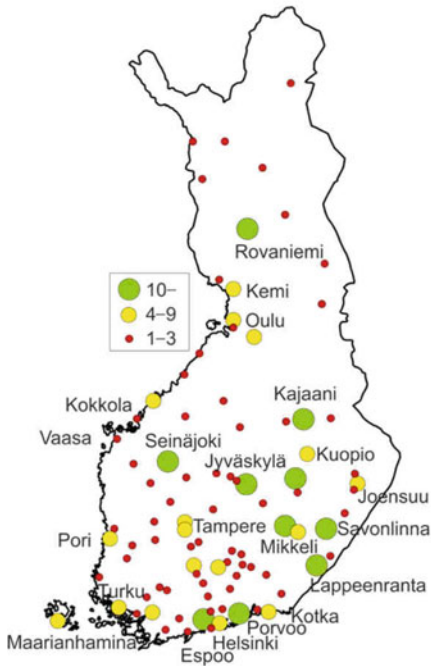 Rovaniemi
10–
4–9
1–3
Kemi
Oulu
Kokkola
Kajaani
Vaasa
Seinäjoki
Kuopio
Jyväskylä
Joensuu
Tampere
Savonlinna
Pori
Mikkeli
Lappeenranta
Turku
Kotka
Maarianhamina
Porvoo
Helsinki
Espoo